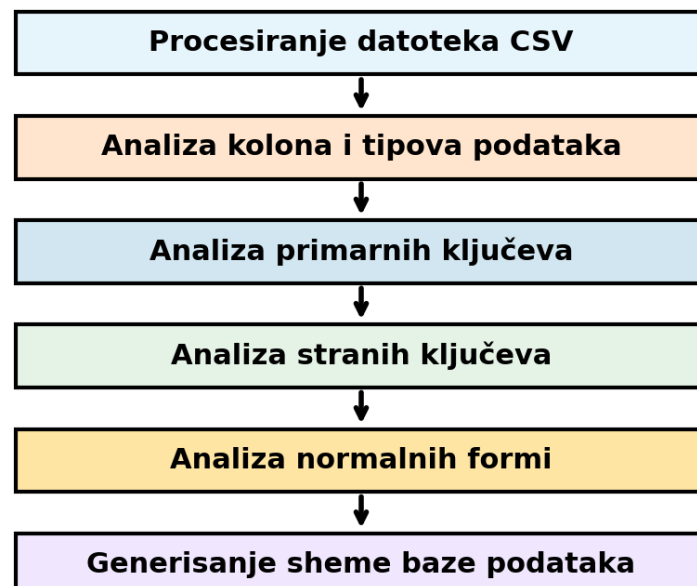 Procesiranje datoteka CSV
Analiza kolona i tipova podataka
Analiza primarnih ključeva
Analiza stranih ključeva
Analiza normalnih formi
Generisanje sheme baze podataka